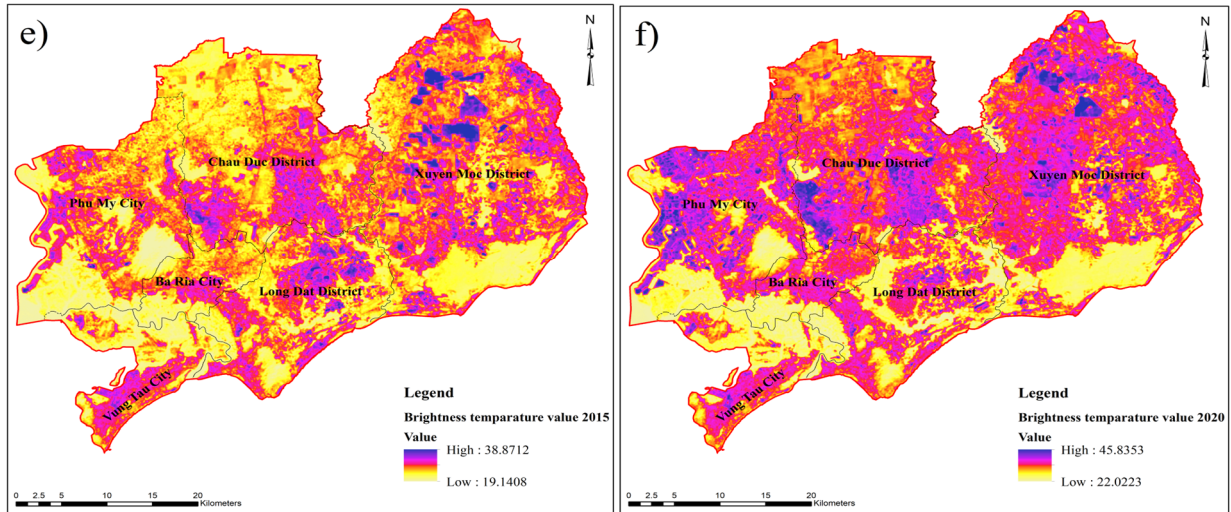 e)
N
Chau Duc District
Xuyen Moc District
Phu My City
Ba Ria City
Long Dat District
Vung Tau City
Legend
Brightness temparature value 2015
Value
High : 38.8712
Low : 19.1408
0 2.5 5 10 15 20
Kilometers
f)
N
Chau Duc District
Xuyen Moc District
Phu My City
Ba Ria City
Long Dat District
Vung Tau City
Legend
Brightness temparature value 2020
Value
High : 45.8353
Low : 22.0223
0 2.5 5 10 15 20
Kilometers